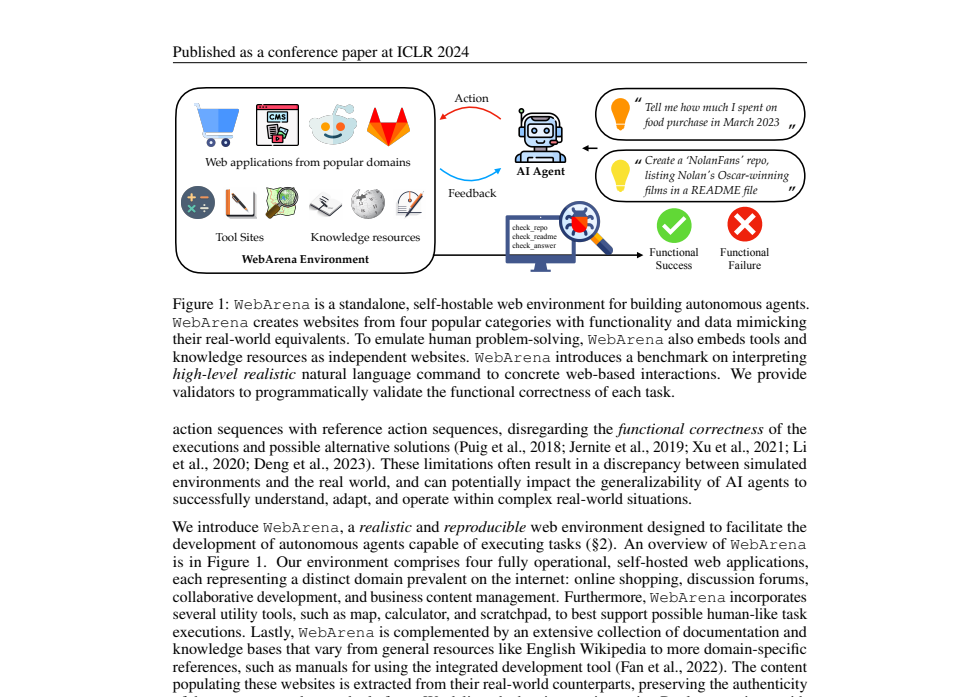 Published as a conference paper at ICLR 2024
CMS
Web applications from popular domains
Tool Sites
Knowledge resources
WebArena Environment
Action
Feedback
AI Agent
“ Tell me how much I spent on
food purchase in March 2023 ”
“ Create a ‘NolanFans’ repo,
listing Nolan's Oscar-winning
films in a README file ”
check_repo
check_readme
check_answer
Functional
Success
Functional
Failure
Figure 1: WebArena is a standalone, self-hostable web environment for building autonomous agents.
WebArena creates websites from four popular categories with functionality and data mimicking
their real-world equivalents. To emulate human problem-solving, WebArena also embeds tools and
knowledge resources as independent websites. WebArena introduces a benchmark on interpreting
high-level realistic natural language command to concrete web-based interactions. We provide
validators to programmatically validate the functional correctness of each task.
action sequences with reference action sequences, disregarding the functional correctness of the
executions and possible alternative solutions (Puig et al., 2018; Jernite et al., 2019; Xu et al., 2021; Li
et al., 2020; Deng et al., 2023). These limitations often result in a discrepancy between simulated
environments and the real world, and can potentially impact the generalizability of AI agents to
successfully understand, adapt, and operate within complex real-world situations.
We introduce WebArena, a realistic and reproducible web environment designed to facilitate the
development of autonomous agents capable of executing tasks (§2). An overview of WebArena
is in Figure 1. Our environment comprises four fully operational, self-hosted web applications,
each representing a distinct domain prevalent on the internet: online shopping, discussion forums,
collaborative development, and business content management. Furthermore, WebArena incorporates
several utility tools, such as map, calculator, and scratchpad, to best support possible human-like task
executions. Lastly, WebArena is complemented by an extensive collection of documentation and
knowledge bases that vary from general resources like English Wikipedia to more domain-specific
references, such as manuals for using the integrated development tool (Fan et al., 2022). The content
populating these websites is extracted from their real-world counterparts, preserving the authenticity